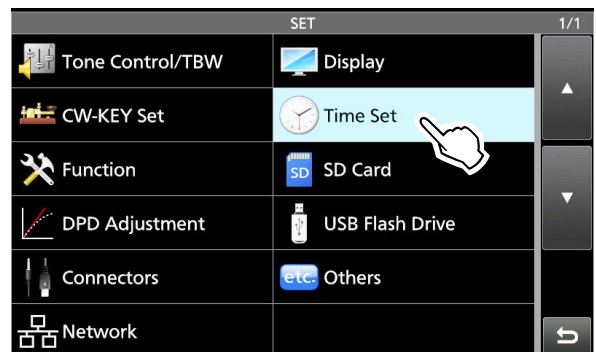 SET 1/1
Tone Control/TBW Display
CW-KEY Set Time Set
Function SD SD Card
DPD Adjustment USB Flash Drive
Connectors etc. Others
Network